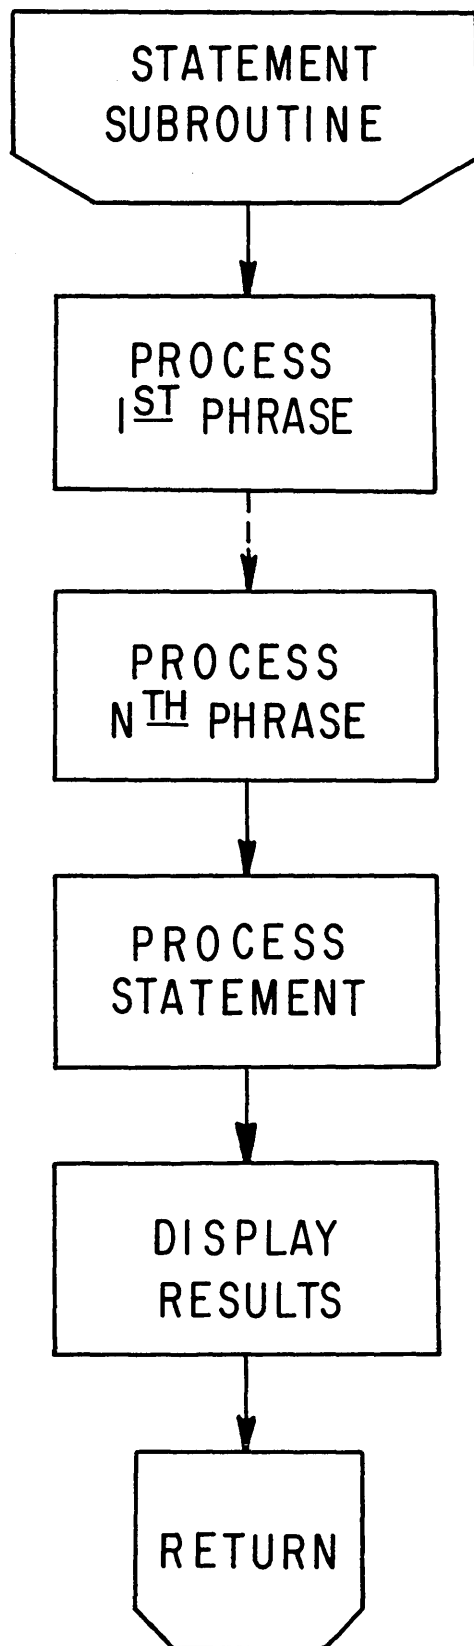 STATEMENT
SUBROUTINE
PROCESS
1ST PHRASE
PROCESS
NTH PHRASE
PROCESS
STATEMENT
DISPLAY
RESULTS
RETURN